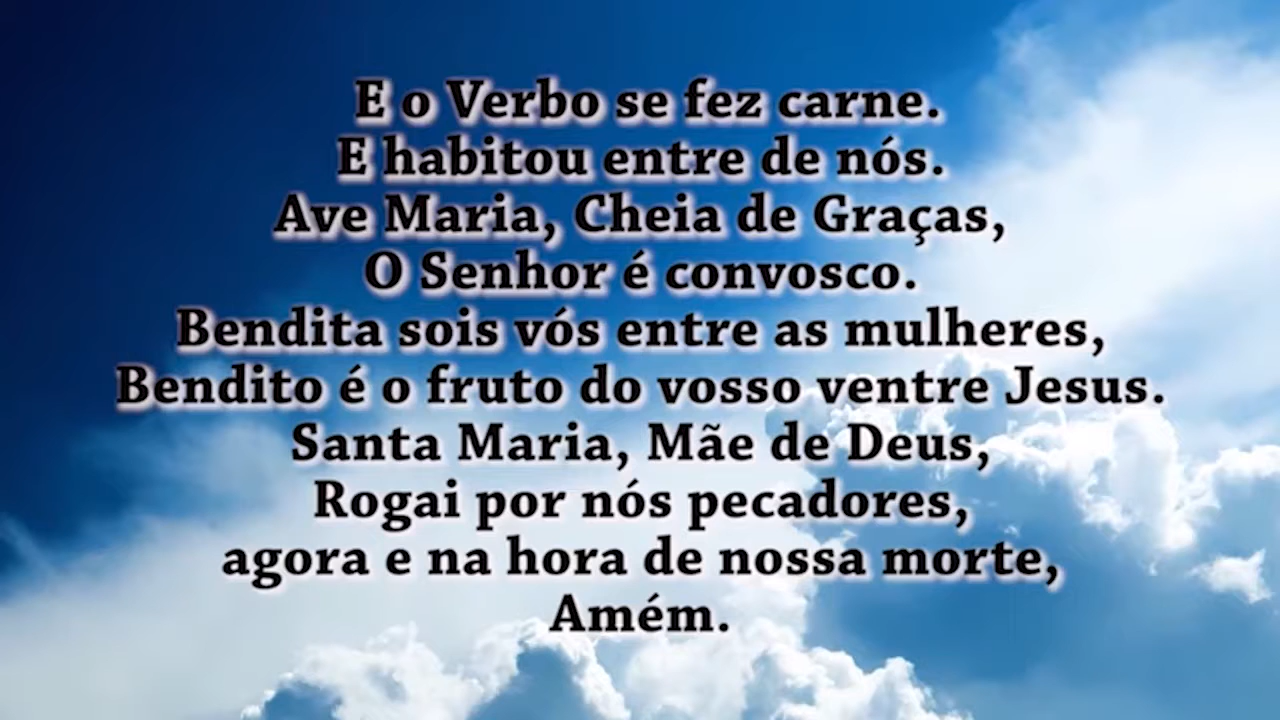 E o Verbo se fez carne.
E habitou entre de nós.
Ave Maria, Cheia de Graças,
O Senhor é convosco.
Bendita sois vós entre as mulheres,
Bendito é o fruto do vosso ventre Jesus.
Santa Maria, Mãe de Deus,
Rogai por nós pecadores,
agora e na hora de nossa morte,
Amém.